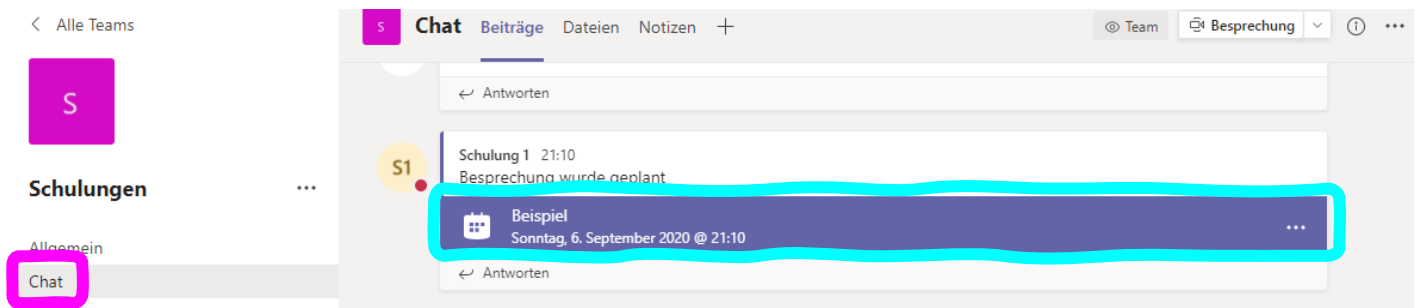 Alle Teams
S
Schulungen
Allgemein
Chat
S Chat Beiträge Dateien Notizen
Team Besprechung
Antworten
S1
Schulung 1 21:10
Besprechung wurde geplant
Beispiel
Sonntag, 6. September 2020 @ 21:10
Antworten